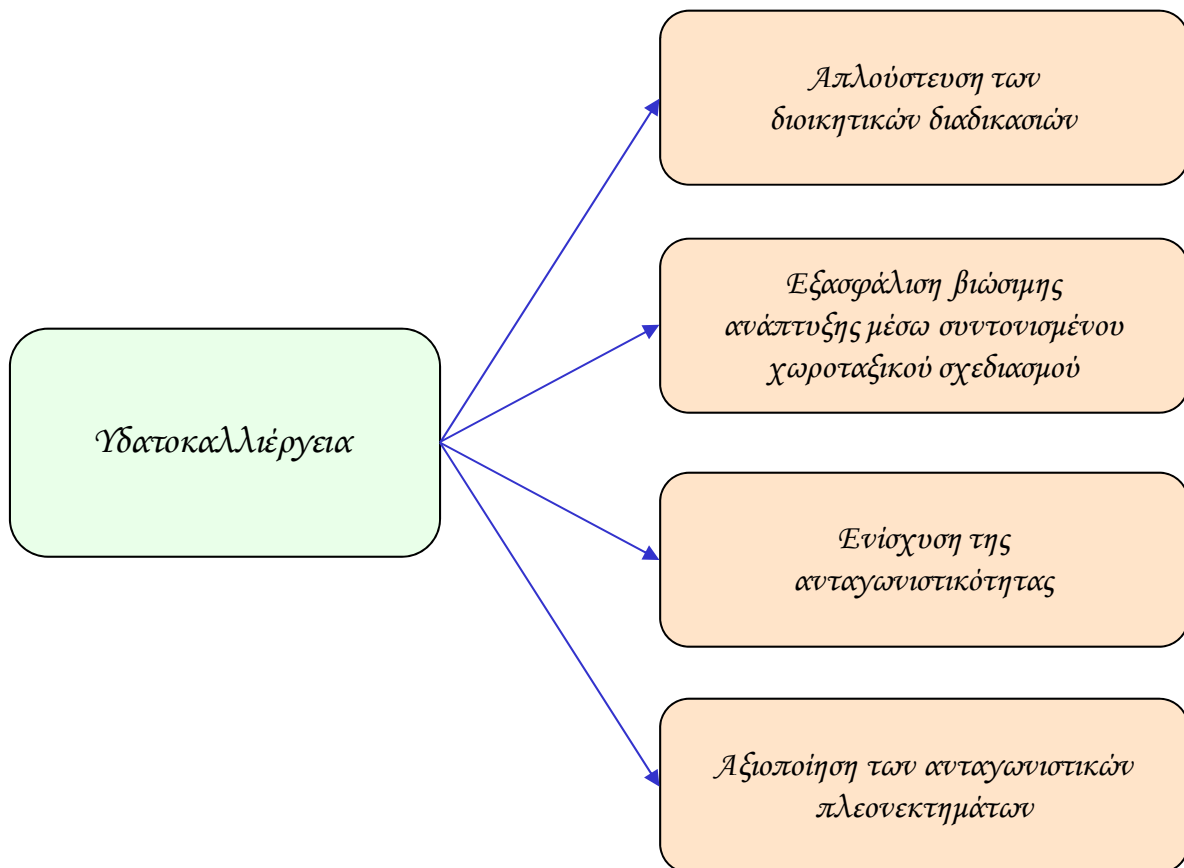 Απλούστευση των
διοικητικών διαδικασιών
Εξασφάλιση βιώσιμης
ανάπτυξης μέσω συντονισμένου
χωροταξικού σχεδιασμού
Υδατοκαλλιέργεια
Ενίσχυση της
ανταγωνιστικότητας
Αξιοποίηση των ανταγωνιστικών
πλεονεκτημάτων